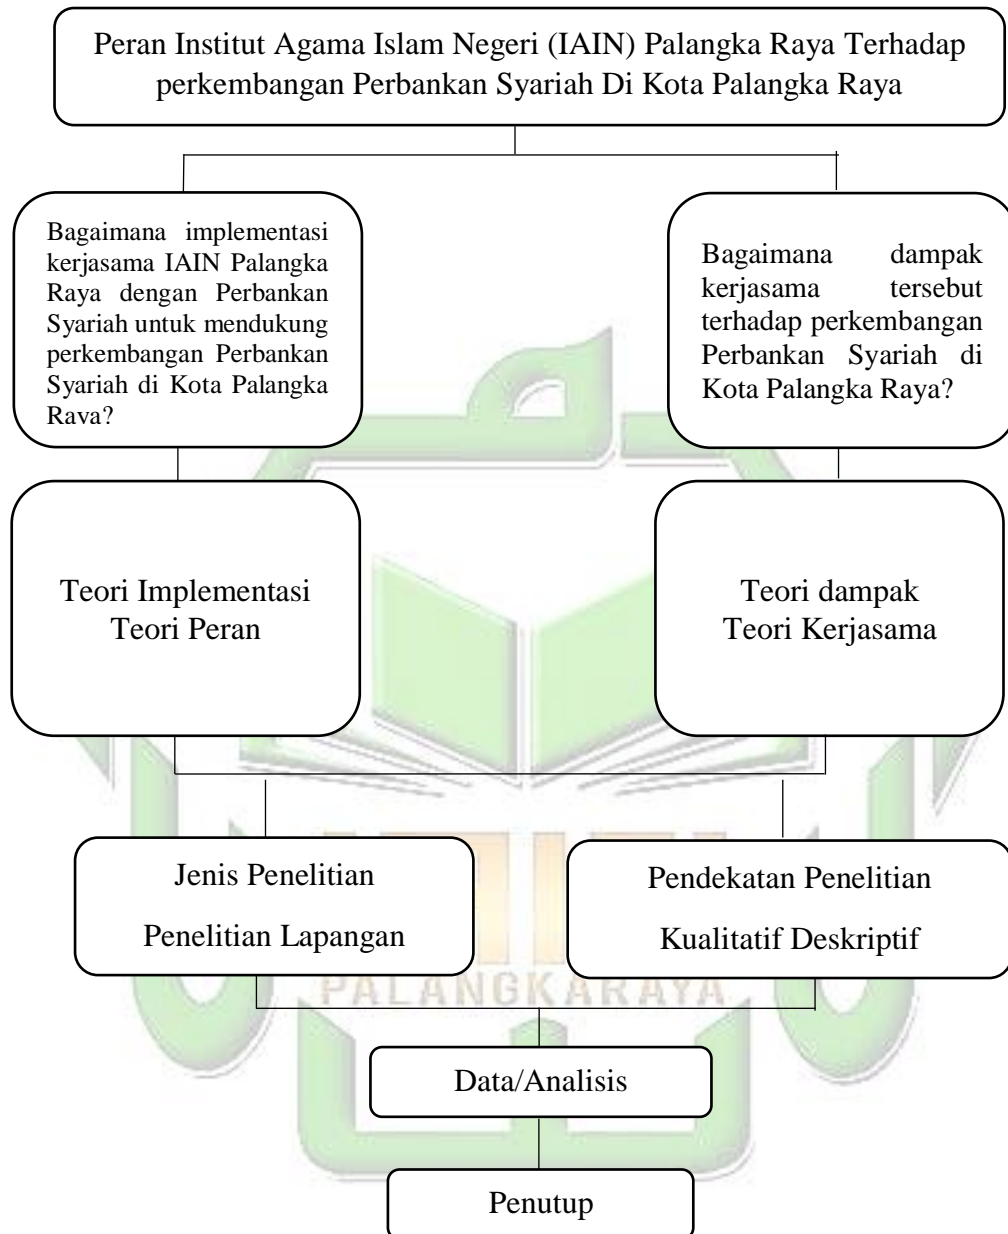 Peran Institut Agama Islam Negeri (IAIN) Palangka Raya Terhadap
perkembangan Perbankan Syariah Di Kota Palangka Raya
Bagaimana implementasi
kerjasama IAIN Palangka
Raya dengan Perbankan
Syariah untuk mendukung
perkembangan Perbankan
Syariah di Kota Palangka
Raya?
Bagaimana dampak
kerjasama tersebut
terhadap perkembangan
Perbankan Syariah di
Kota Palangka Raya?
Teori Implementasi
Teori Peran
Teori dampak
Teori Kerjasama
Jenis Penelitian
Penelitian Lapangan
Pendekatan Penelitian
Kualitatif Deskriptif
PALANGKARAYA
Data/Analisis
Penutup